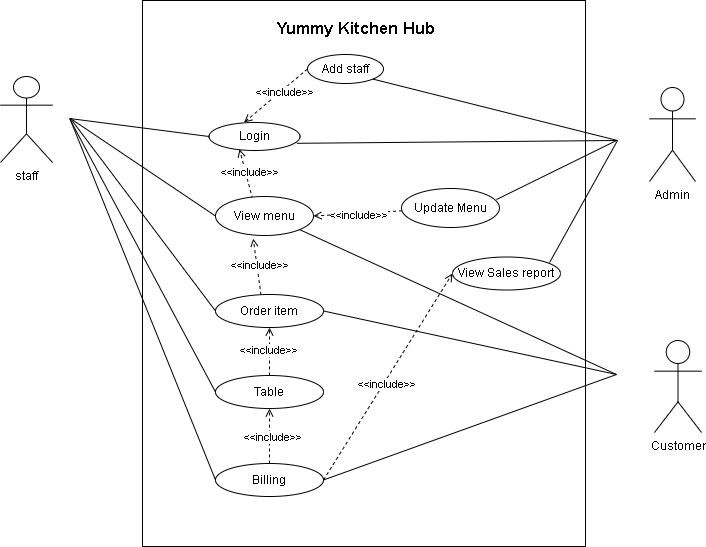 Yummy Kitchen Hub
Add staff
<<include>>
Login
staff
Admin
<<include>>
View menu
<<include>>
Update Menu
<<include>>
View Sales report
Order item
<<include>>
<<include>>
Table
<<include>>
Customer
Billing